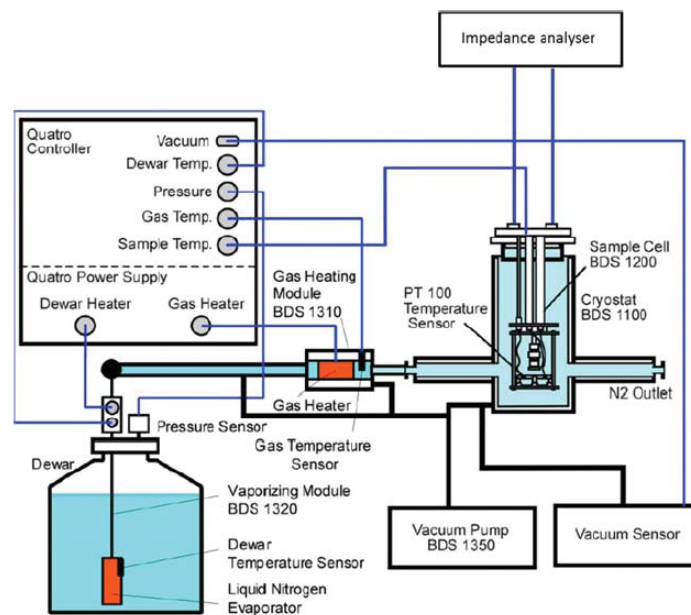 Impedance analyser
Quatro
Controller
Vacuum
Dewar Temp.
Pressure
Gas Temp.
Sample Temp.
Quatro Power Supply
Dewar Heater
Gas Heater
Gas Heating
Module
BDS 1310
Sample Cell
BDS 1200
PT 100
Temperature
Sensor
Cryostat
BDS 1100
N2 Outlet
Gas Heater
Pressure Sensor
Gas Temperature
Sensor
Dewar
Vaporizing Module
BDS 1320
Dewar
Temperature Sensor
Liquid Nitrogen
Evaporator
Vacuum Pump
BDS 1350
Vacuum Sensor